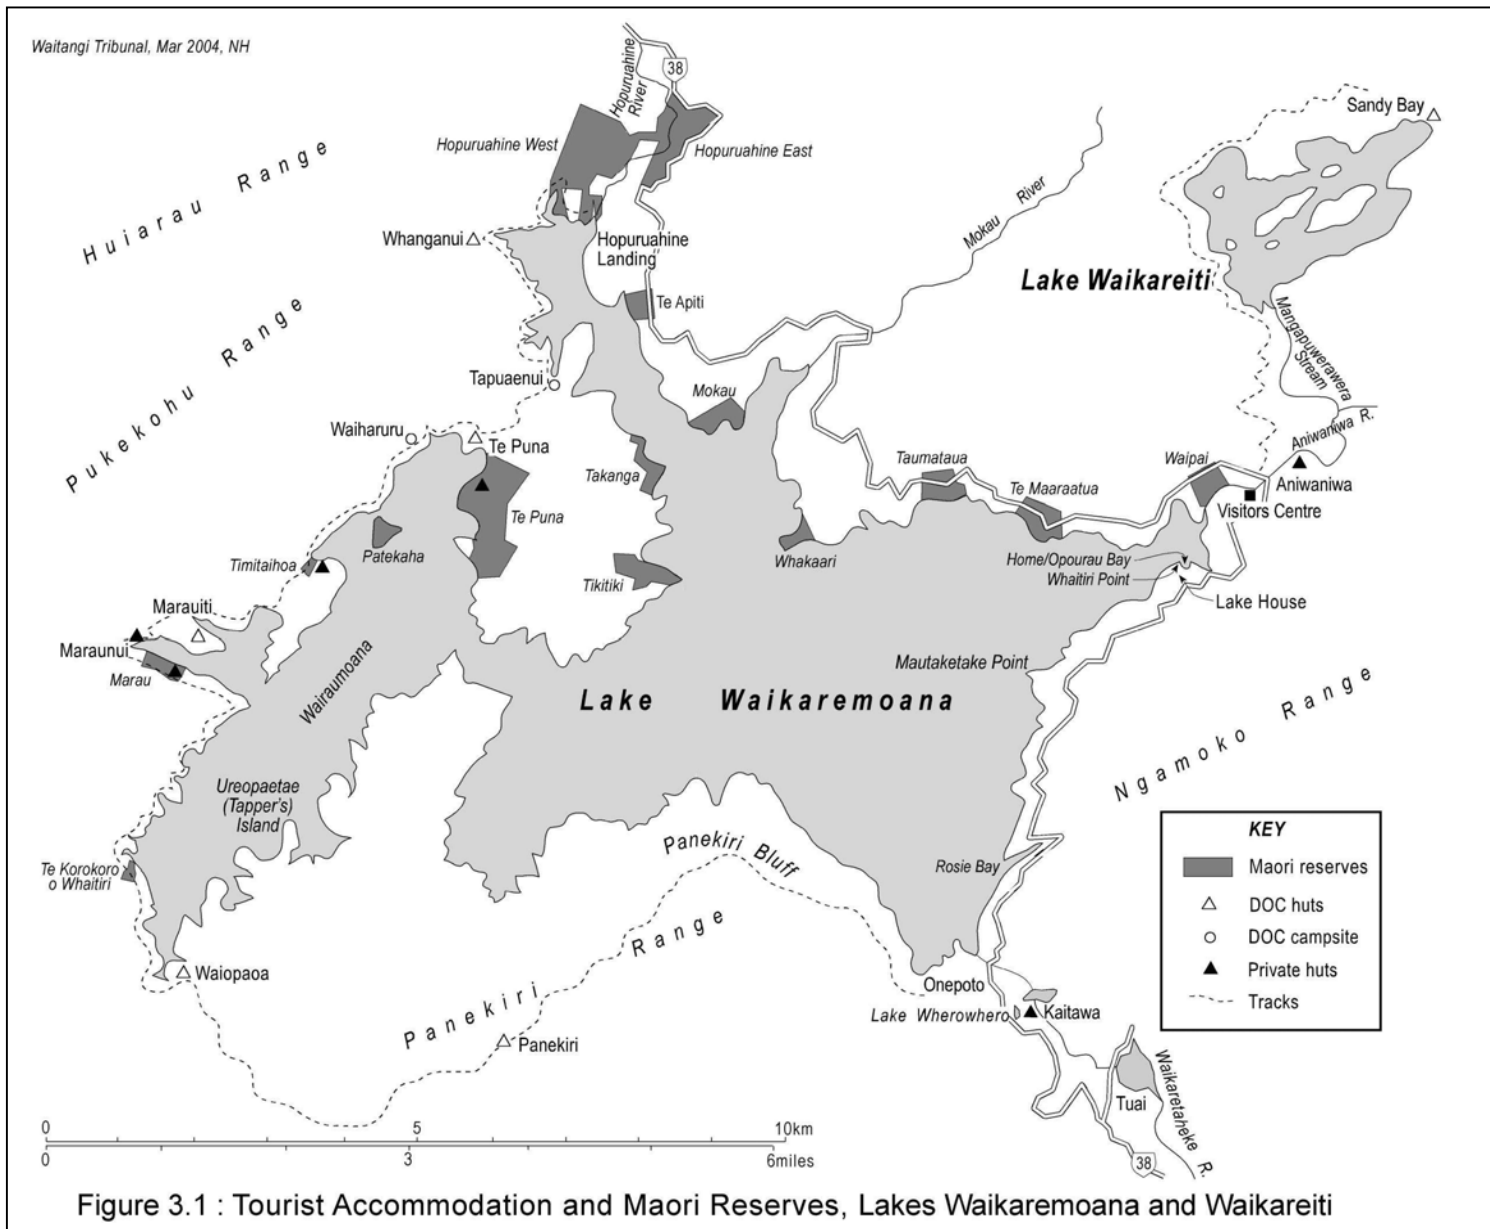 Waitangi Tribunal, Mar 2004, NH
Hopuruahine
River
38
Sandy Bay
Hopuruahine West
Hopuruahine East
Huiarau Range
Mokau River
Whanganui
Hopuruahine
Landing
Lake Waikareiti
Te Apiti
Mangapuwerawera
Stream
Pukekohu Range
Tapuaenui
Mokau
Waiharuru
Te Puna
Aniwaniwa R.
Takanga
Taumataua
Waipai
Te Maaraatua
Aniwaniwa
Te Puna
Visitors Centre
Patekaha
Whakaari
Home/Opourau Bay
Timitaihoa
Tikitiki
Whaitiri Point
Lake House
Marauiti
Maraunui
Marau
Wairaumoana
Mautaketake Point
Lake Waikaremoana
Ngamoko Range
Ureopaetae
(Tapper's)
Island
Panekiri Bluff
Te Korokoro
o Whaitiri
Rosie Bay
KEY
Maori reserves
DOC huts
DOC campsite
Private huts
Tracks
Waiopaoa
Panekiri Range
Onepoto
Lake Wherowhero
Kaitawa
Panekiri
Tuai
Waikaretaheke R.
38
0 5 10km
0 3 6miles
Figure 3.1 : Tourist Accommodation and Maori Reserves, Lakes Waikaremoana and Waikareiti